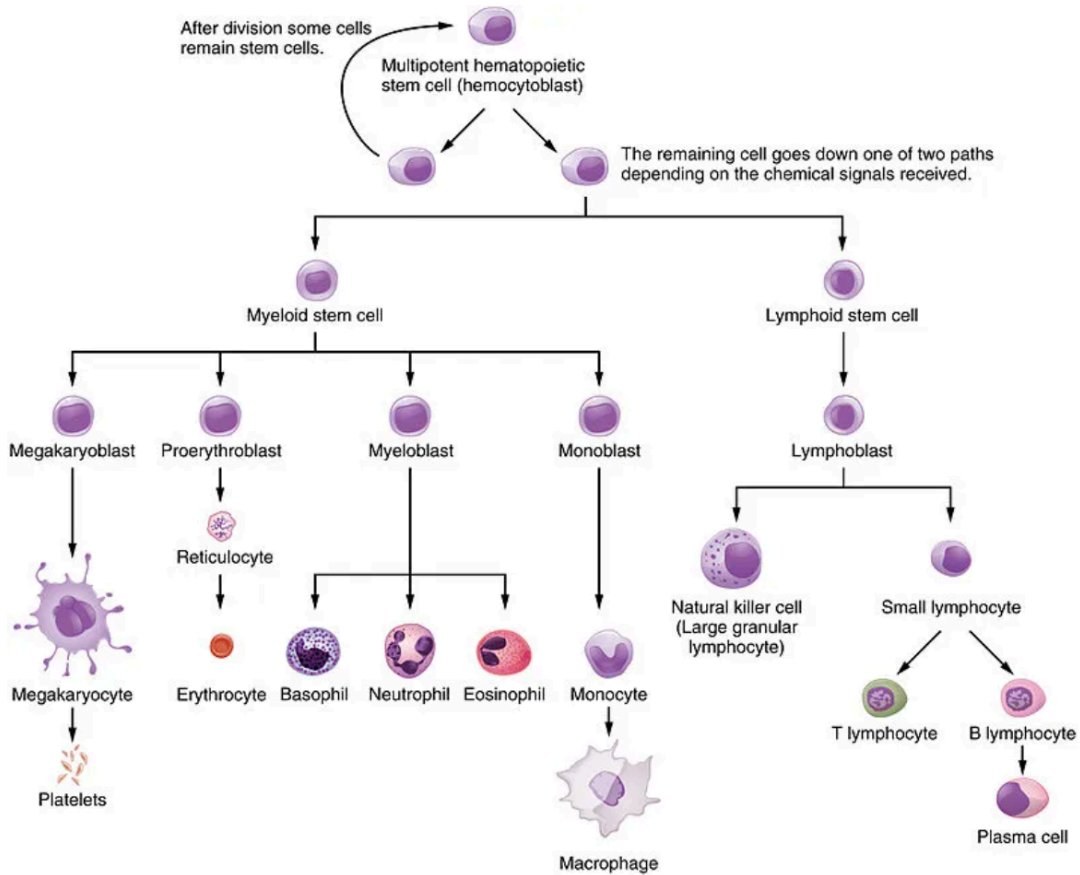 After division some cells
remain stem cells.
Multipotent hematopoietic
stem cell (hemocytoblast)
The remaining cell goes down one of two paths
depending on the chemical signals received.
Myeloid stem cell
Lymphoid stem cell
Megakaryoblast
Proerythroblast
Myeloblast
Monoblast
Lymphoblast
Reticulocyte
Natural killer cell
(Large granular
lymphocyte)
Small lymphocyte
Megakaryocyte
Erythrocyte
Basophil
Neutrophil
Eosinophil
Monocyte
T lymphocyte
B lymphocyte
Platelets
Macrophage
Plasma cell